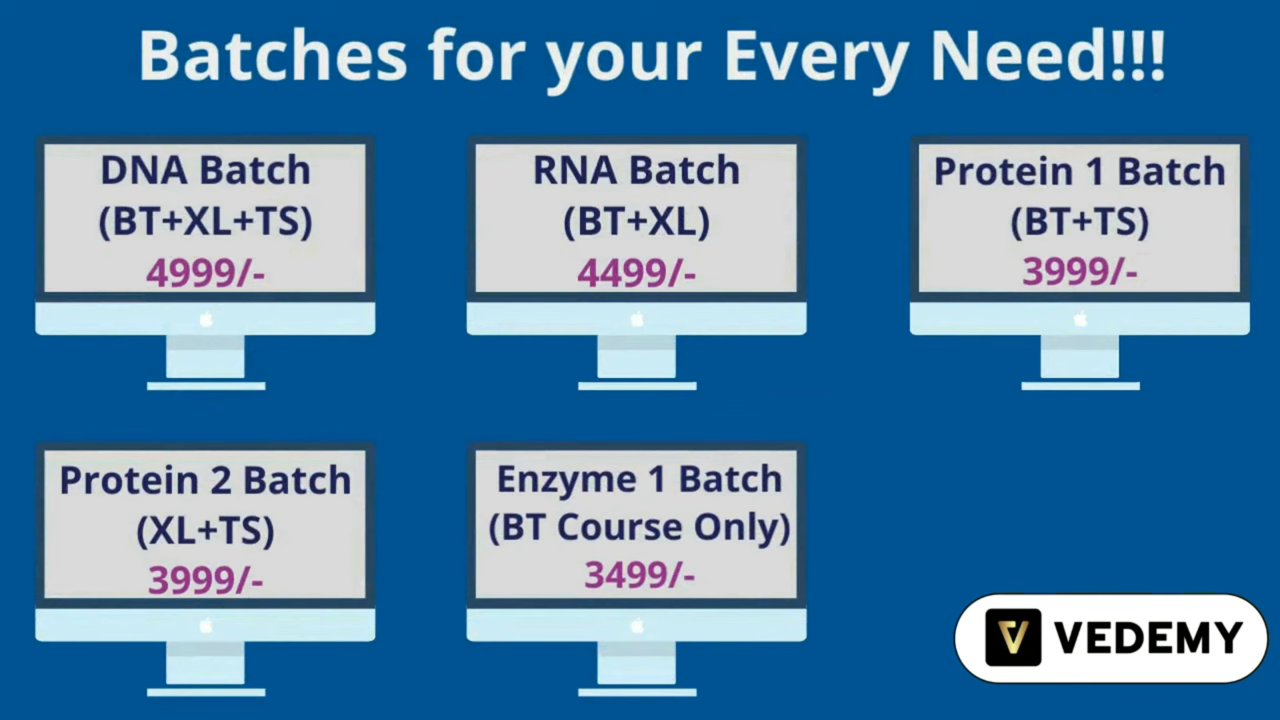 Batches for your Every Need!!!
DNA Batch
(BT+XL+TS)
4999/-
RNA Batch
(BT+XL)
4499/-
Protein 1 Batch
(BT+TS)
3999/-
Protein 2 Batch
(XL+TS)
3999/-
Enzyme 1 Batch
(BT Course Only)
3499/-
VEDEMY